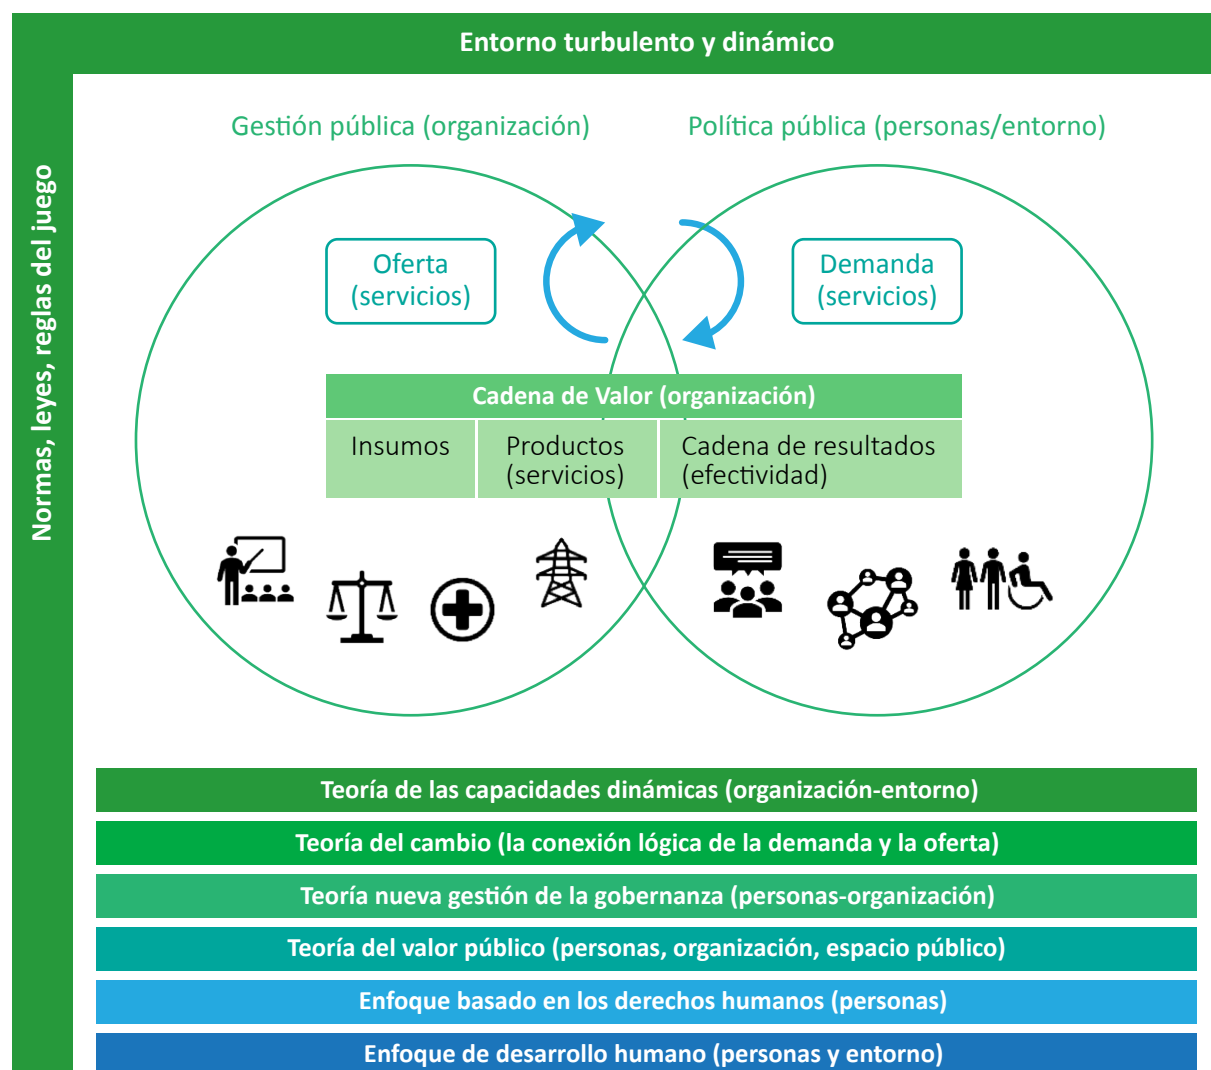 Entorno turbulento y dinámico
Normas, leyes, reglas del juego
Gestión pública (organización)
Política pública (personas/entorno)
Oferta
(servicios)
Demanda
(servicios)
Cadena de Valor (organización)
Insumos
Productos
(servicios)
Cadena de resultados
(efectividad)
Teoría de las capacidades dinámicas (organización-entorno)
Teoría del cambio (la conexión lógica de la demanda y la oferta)
Teoría nueva gestión de la gobernanza (personas-organización)
Teoría del valor público (personas, organización, espacio público)
Enfoque basado en los derechos humanos (personas)
Enfoque de desarrollo humano (personas y entorno)